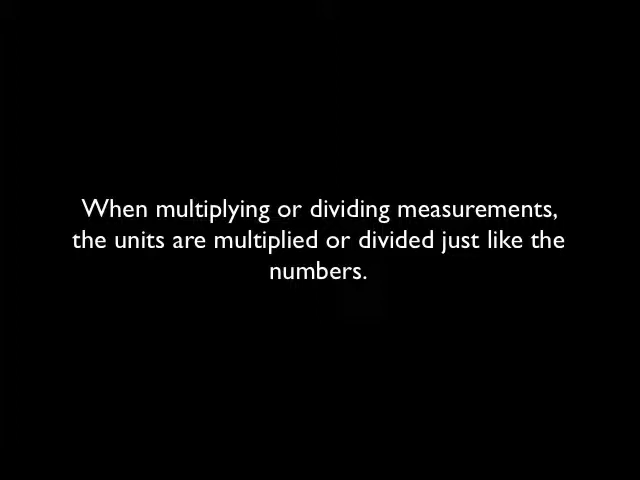 When multiplying or dividing measurements,
the units are multiplied or divided just like the
numbers.